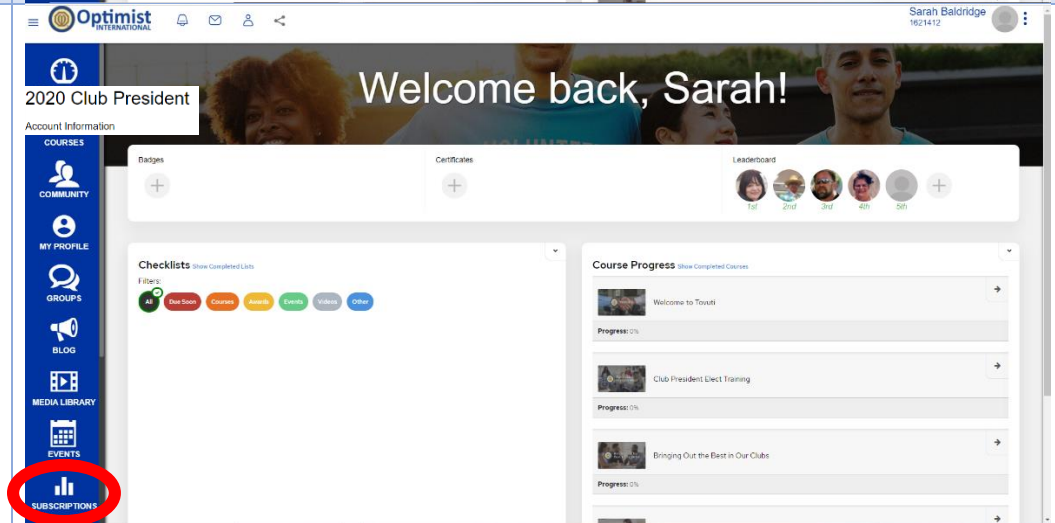 Optimist
INTERNATIONAL
Sarah Baldridge
1621412
Welcome back, Sarah!
2020 Club President
Account Information
COURSES
COMMUNITY
MY PROFILE
GROUPS
BLOG
MEDIA LIBRARY
EVENTS
SUBSCRIPTIONS
Badges
Certificates
Leaderboard
1st 2nd 3rd 4th 5th
Checklists Show Completed Lists
Filters:
All Due Soon Courses Awards Events Videos Other
Course Progress Show Completed Courses
Welcome to Tovuti
Progress: 0%
Club President Elect Training
Progress: 0%
Bringing Out the Best in Our Clubs
Progress: 0%